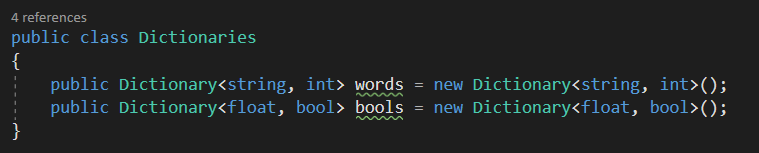 4 references
public class Dictionaries
{
public Dictionary<string, int> words = new Dictionary<string, int>();
public Dictionary<float, bool> bools = new Dictionary<float, bool>();
}